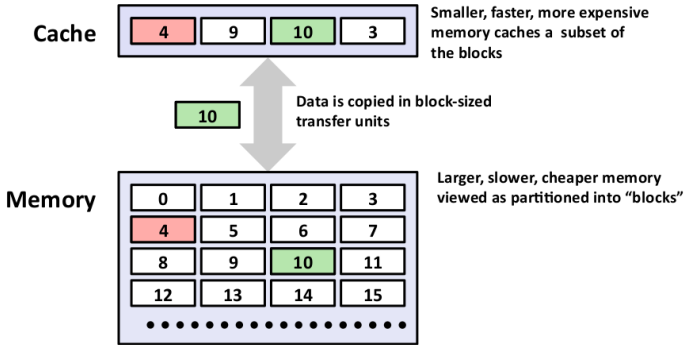 Cache
4 9 10 3
Smaller, faster, more expensive
memory caches a subset of
the blocks
10
Data is copied in block-sized
transfer units
Memory
0 1 2 3
4 5 6 7
8 9 10 11
12 13 14 15
Larger, slower, cheaper memory
viewed as partitioned into “blocks”